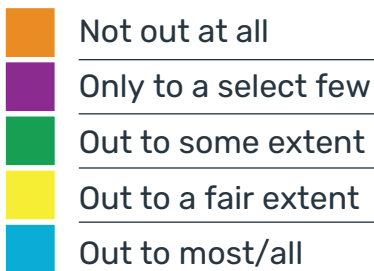 Not out at all
Only to a select few
Out to some extent
Out to a fair extent
Out to most/all